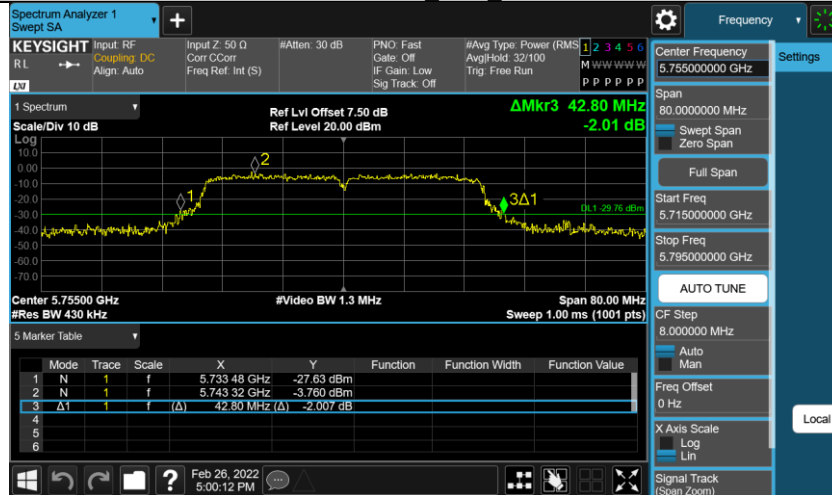 Spectrum Analyzer 1
Swept SA
Frequency
KEYSIGHT
RL
LXI
Input: RF
Coupling: DC
Align: Auto
Input Z: 50 Ω
Corr CCorr
Freq Ref: Int (S)
#Atten: 30 dB
PNO: Fast
Gate: Off
IF Gain: Low
Sig Track: Off
#Avg Type: Power (RMS
Avg|Hold: 32/100
Trig: Free Run
1 2 3 4 5 6
M W W W W W
P P P P P P
1 Spectrum
Scale/Div 10 dB
Ref Lvl Offset 7.50 dB
Ref Level 20.00 dBm
ΔMkr3 42.80 MHz
-2.01 dB
Log
10.0
0.00
-10.0
-20.0
-30.0
-40.0
-50.0
-60.0
-70.0
1
2
3Δ1
DL1 -29.76 dBm
Center 5.75500 GHz
#Video BW 1.3 MHz
Span 80.00 MHz
#Res BW 430 kHz
Sweep 1.00 ms (1001 pts)
5 Marker Table
Mode Trace Scale X Y Function Function Width Function Value
1 N 1 f 5.733 48 GHz -27.63 dBm
2 N 1 f 5.743 32 GHz -3.760 dBm
3 Δ1 1 f (Δ) 42.80 MHz (Δ) -2.007 dB
4
5
6
?
Feb 26, 2022
5:00:12 PM
Center Frequency
5.755000000 GHz
Span
80.0000000 MHz
Swept Span
Zero Span
Full Span
Start Freq
5.715000000 GHz
Stop Freq
5.795000000 GHz
AUTO TUNE
CF Step
8.000000 MHz
Auto
Man
Freq Offset
0 Hz
X Axis Scale
Log
Lin
Signal Track
(Span Zoom)
Settings
Local